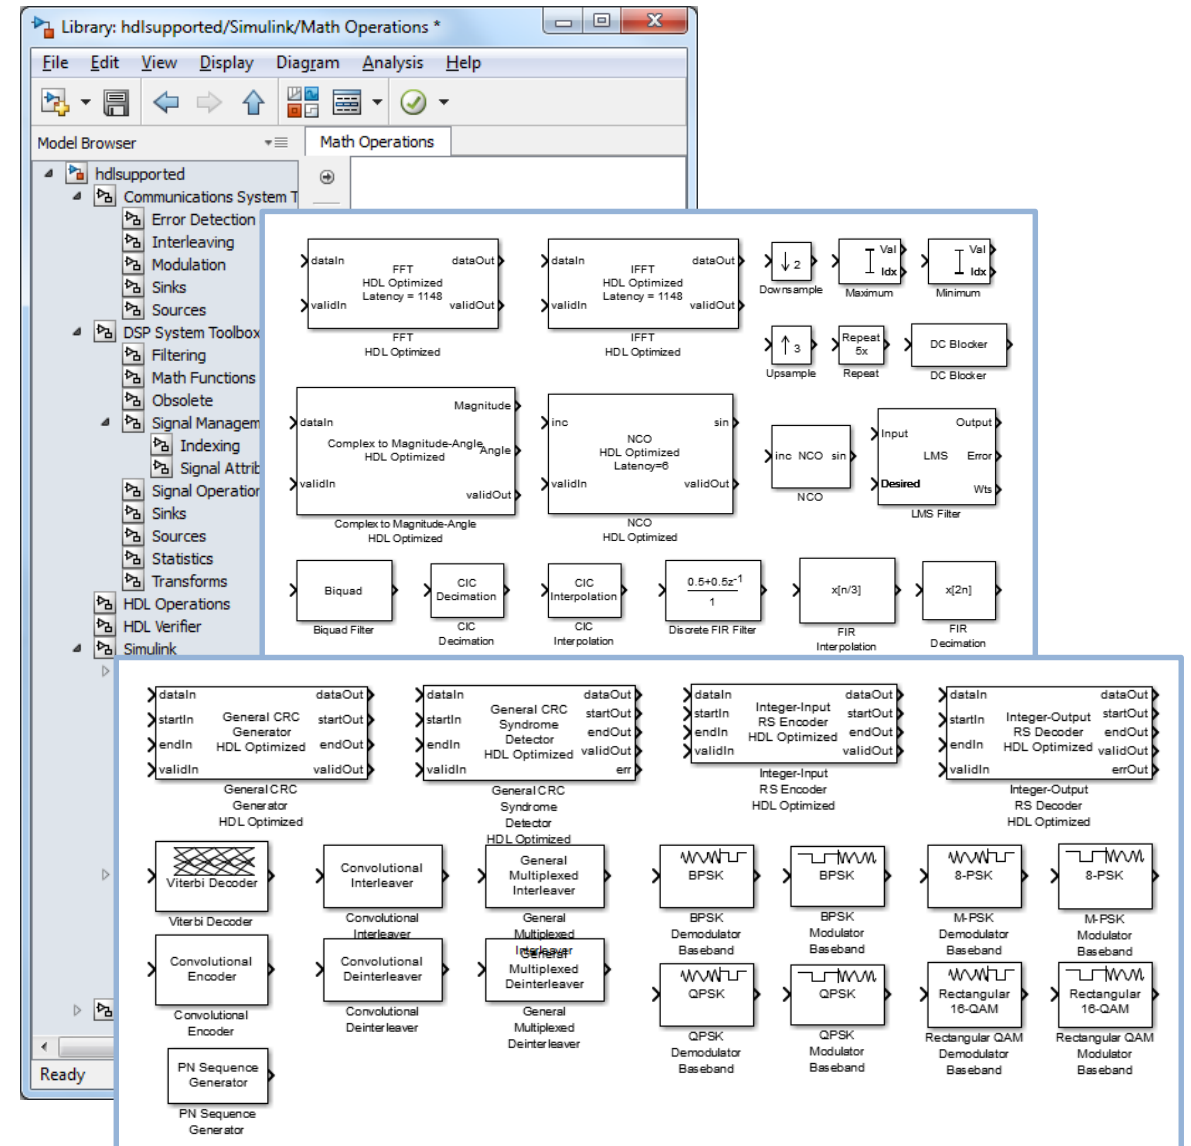 Library: hdlsupported/Simulink/Math Operations *
File Edit View Display Diagram Analysis Help
Model Browser
Math Operations
hdlsupported
Communications System T
Error Detection
Interleaving
Modulation
Sinks
Sources
DSP System Toolbox
Filtering
Math Functions
Obsolete
Signal Managem
Indexing
Signal Attrib
Signal Operation
Sinks
Sources
Statistics
Transforms
HDL Operations
HDL Verifier
Simulink
Ready
dataIn FFT dataOut
HDL Optimized
validIn Latency = 1148 validOut
FFT
HDL Optimized
dataIn IFFT dataOut
HDL Optimized
validIn Latency = 1148 validOut
IFFT
HDL Optimized
2
Downsample
Val
Idx
Maximum
Val
Idx
Minimum
3
Upsample
Repeat
5x
Repeat
DC Blocker
DC Blocker
Magnitude
dataIn
Complex to Magnitude-Angle
HDL Optimized
Angle
validIn
validOut
Complex to Magnitude-Angle
HDL Optimized
inc sin
NCO
HDL Optimized
Latency=6
validIn validOut
NCO
HDL Optimized
inc NCO sin
NCO
Input Output
LMS Error
Desired Wts
LMS Filter
Biquad
Biquad Filter
CIC
Decimation
CIC
Decimation
CIC
Interpolation
CIC
Interpolation
0.5+0.5z-1
1
Discrete FIR Filter
x[n/3]
FIR
Interpolation
x[2n]
FIR
Decimation
dataIn dataOut
startIn General CRC startOut
Generator
endIn HDL Optimized endOut
validIn validOut
General CRC
Generator
HDL Optimized
dataIn dataOut
startIn General CRC startOut
Syndrome endOut
endIn Detector
HDL Optimized validOut
validIn err
General CRC
Syndrome
Detector
HDL Optimized
dataIn dataOut
startIn Integer-Input startOut
RS Encoder
endIn HDL Optimized endOut
validIn validOut
Integer-Input
RS Encoder
HDL Optimized
dataIn dataOut
startIn Integer-Output startOut
RS Decoder endOut
endIn HDL Optimized validOut
validIn errOut
Integer-Output
RS Decoder
HDL Optimized
Viterbi Decoder
Viterbi Decoder
Convolutional
Interleaver
Convolutional
Interleaver
General
Multiplexed
Interleaver
General
Multiplexed
Interleaver
BPSK
BPSK
Demodulator
Baseband
BPSK
BPSK
Modulator
Baseband
8-PSK
M-PSK
Demodulator
Baseband
8-PSK
M-PSK
Modulator
Baseband
Convolutional
Encoder
Convolutional
Encoder
Convolutional
Deinterleaver
Convolutional
Deinterleaver
General
Multiplexed
Deinterleaver
General
Multiplexed
Deinterleaver
QPSK
QPSK
Demodulator
Baseband
QPSK
QPSK
Modulator
Baseband
Rectangular
16-QAM
Rectangular QAM
Demodulator
Baseband
Rectangular
16-QAM
Rectangular QAM
Modulator
Baseband
PN Sequence
Generator
PN Sequence
Generator